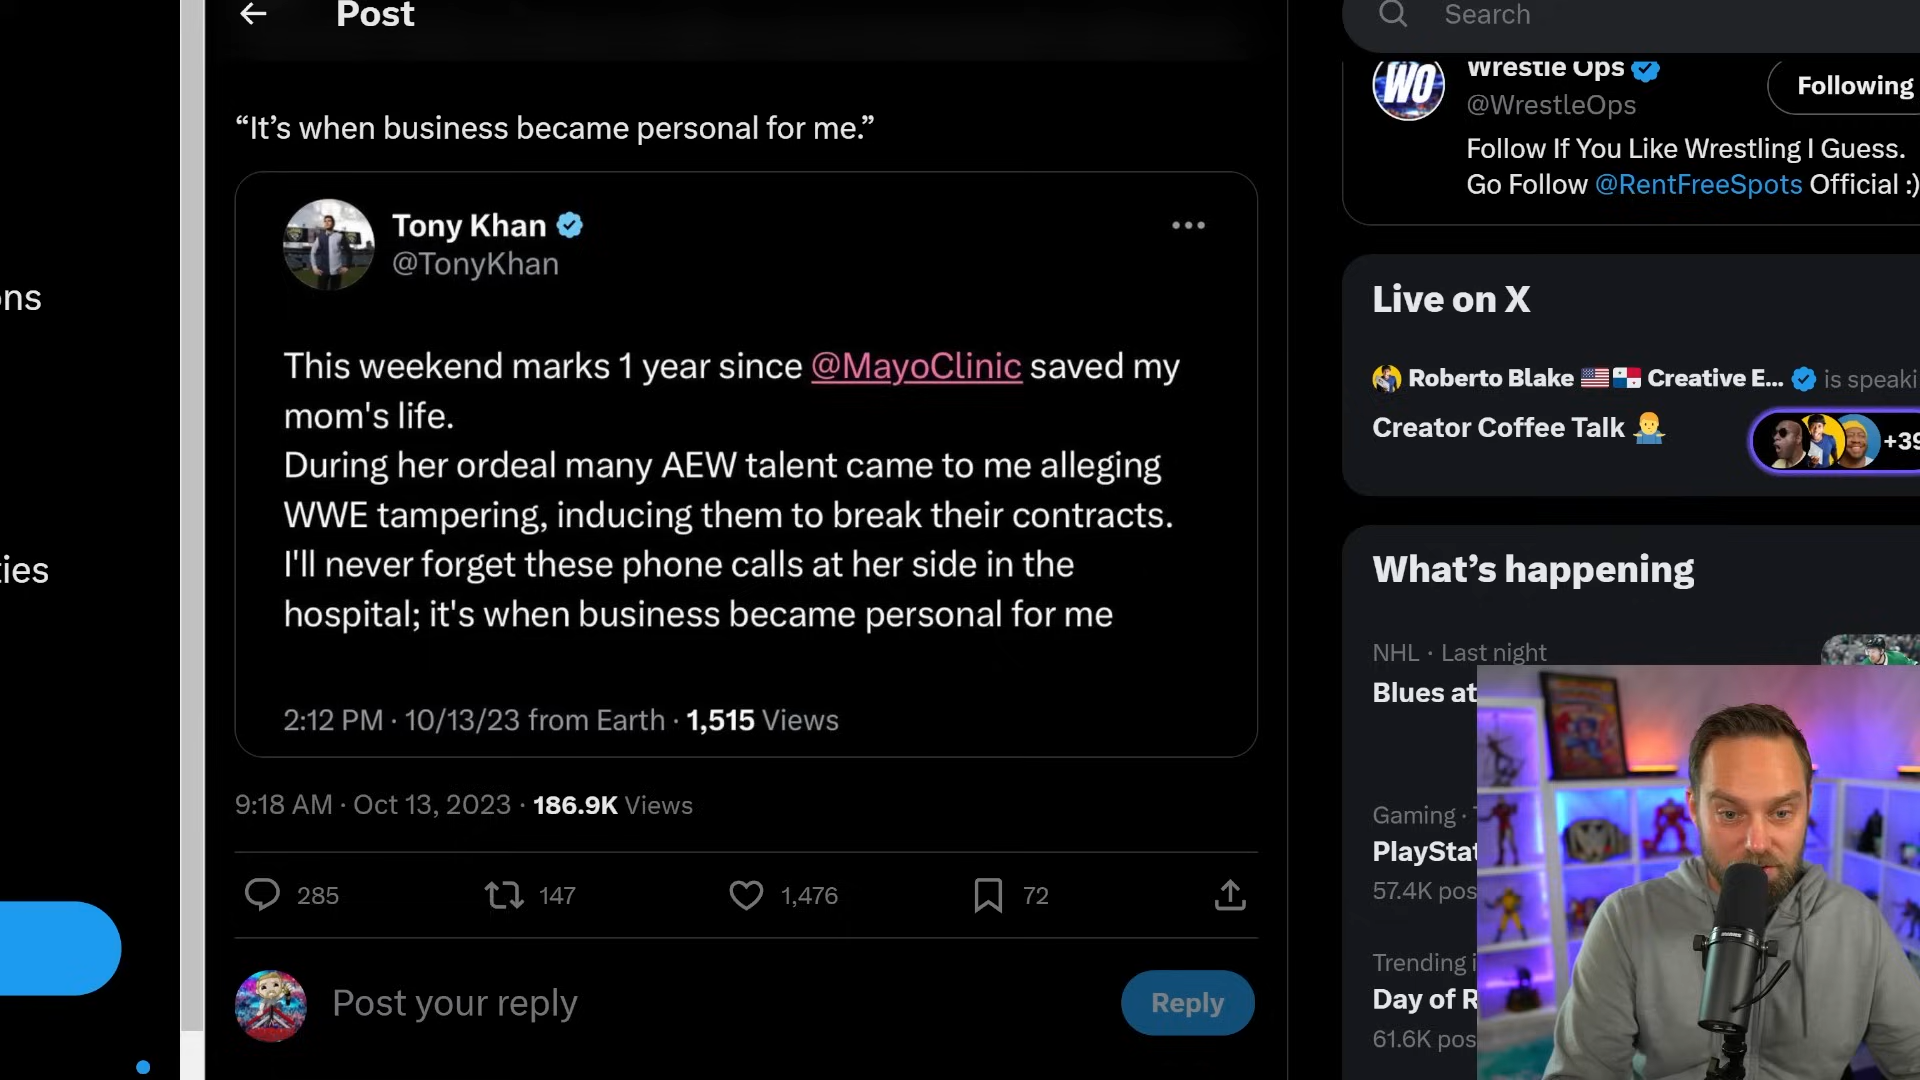 Post
Search
“It’s when business became personal for me.”
Tony Khan
@TonyKhan
This weekend marks 1 year since @MayoClinic saved my
mom's life.
During her ordeal many AEW talent came to me alleging
WWE tampering, inducing them to break their contracts.
I'll never forget these phone calls at her side in the
hospital; it's when business became personal for me
2:12 PM · 10/13/23 from Earth · 1,515 Views
9:18 AM · Oct 13, 2023 · 186.9K Views
285 147 1,476 72
Post your reply
Reply
ons
ties
WO
Wrestle Ops
@WrestleOps
Following
Follow If You Like Wrestling I Guess.
Go Follow @RentFreeSpots Official :)
Live on X
Roberto Blake Creative E... is speaki
Creator Coffee Talk
+39
What’s happening
NHL · Last night
Blues at
Gaming ·
PlayStat
57.4K pos
Trending i
Day of R
61.6K pos